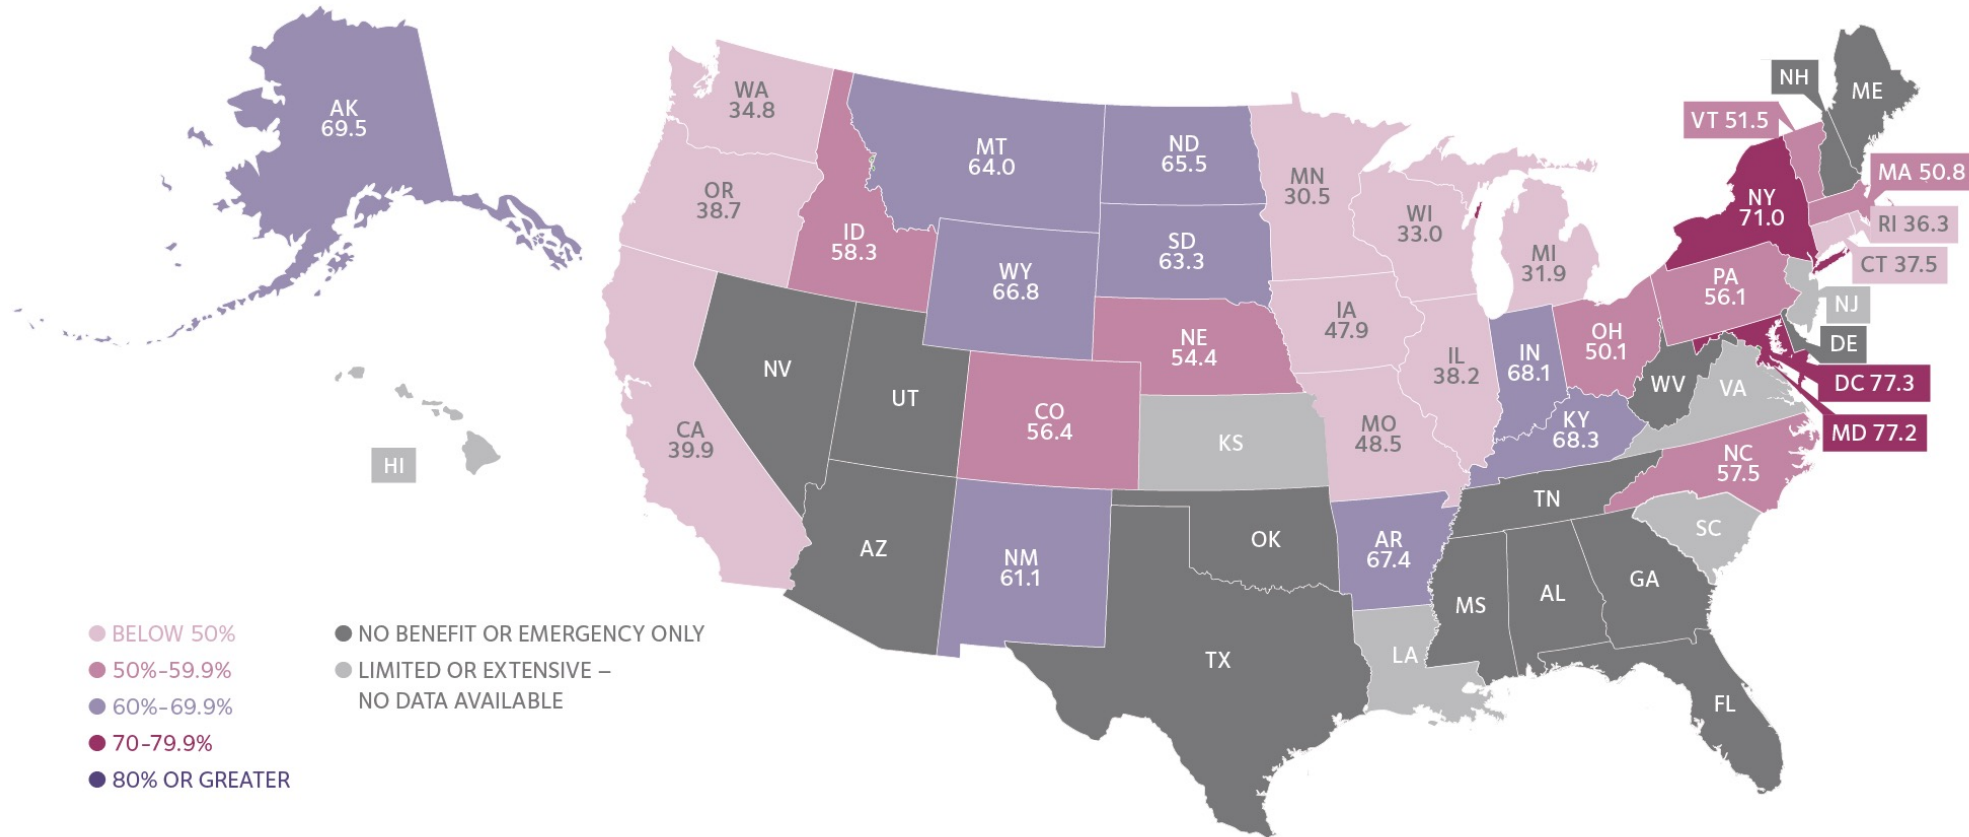 AK
69.5
HI
WA
34.8
OR
38.7
CA
39.9
ID
58.3
NV
UT
AZ
MT
64.0
WY
66.8
CO
56.4
NM
61.1
ND
65.5
SD
63.3
NE
54.4
KS
OK
TX
MN
30.5
IA
47.9
MO
48.5
AR
67.4
LA
WI
33.0
IL
38.2
MI
31.9
IN
68.1
OH
50.1
KY
68.3
TN
MS
AL
GA
FL
SC
NC
57.5
VA
WV
PA
56.1
NY
71.0
NH
ME
VT 51.5
MA 50.8
RI 36.3
CT 37.5
NJ
DE
DC 77.3
MD 77.2
BELOW 50%
50%–59.9%
60%–69.9%
70–79.9%
80% OR GREATER
NO BENEFIT OR EMERGENCY ONLY
LIMITED OR EXTENSIVE –
NO DATA AVAILABLE